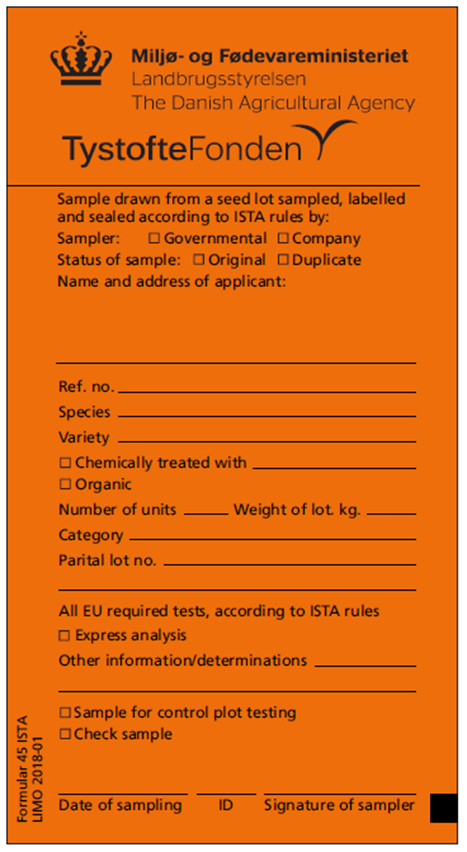 Miljø- og Fødevareministeriet
Landbrugsstyrelsen
The Danish Agricultural Agency
TystofteFonden
Sample drawn from a seed lot sampled, labelled
and sealed according to ISTA rules by:
Sampler: ☐ Governmental ☐ Company
Status of sample: ☐ Original ☐ Duplicate
Name and address of applicant:
Ref. no.
Species
Variety
☐ Chemically treated with
☐ Organic
Number of units Weight of lot. kg.
Category
Parital lot no.
All EU required tests, according to ISTA rules
☐ Express analysis
Other information/determinations
☐ Sample for control plot testing
☐ Check sample
Date of sampling ID Signature of sampler
Formular 45 ISTA
LIMO 2018-01